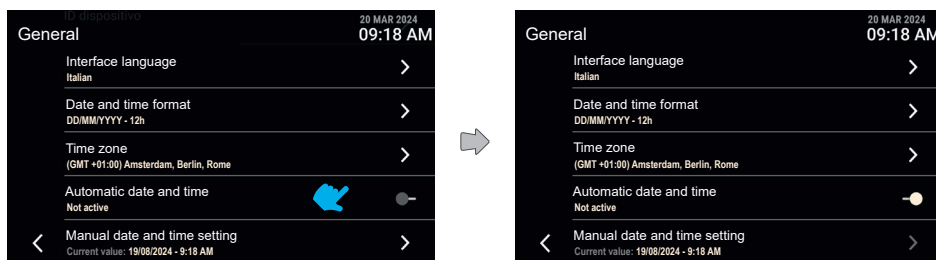 ID dispositivo
20 MAR 2024
General
09:18 AM
Interface language
Italian
Date and time format
DD/MM/YYYY - 12h
Time zone
(GMT +01:00) Amsterdam, Berlin, Rome
Automatic date and time
Not active
Manual date and time setting
Current value: 19/08/2024 - 9:18 AM
20 MAR 2024
General
09:18 AM
Interface language
Italian
Date and time format
DD/MM/YYYY - 12h
Time zone
(GMT +01:00) Amsterdam, Berlin, Rome
Automatic date and time
Not active
Manual date and time setting
Current value: 19/08/2024 - 9:18 AM